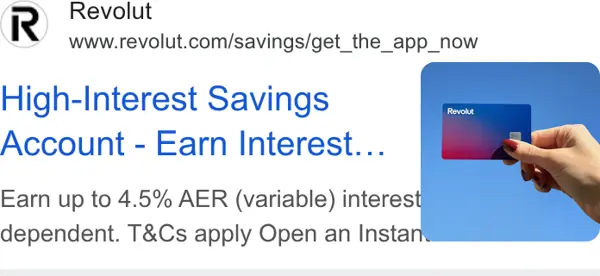 Revolut
www.revolut.com/savings/get_the_app_now
High-Interest Savings
Account - Earn Interest…
Revolut
Earn up to 4.5% AER (variable) interest
dependent. T&Cs apply Open an Instan